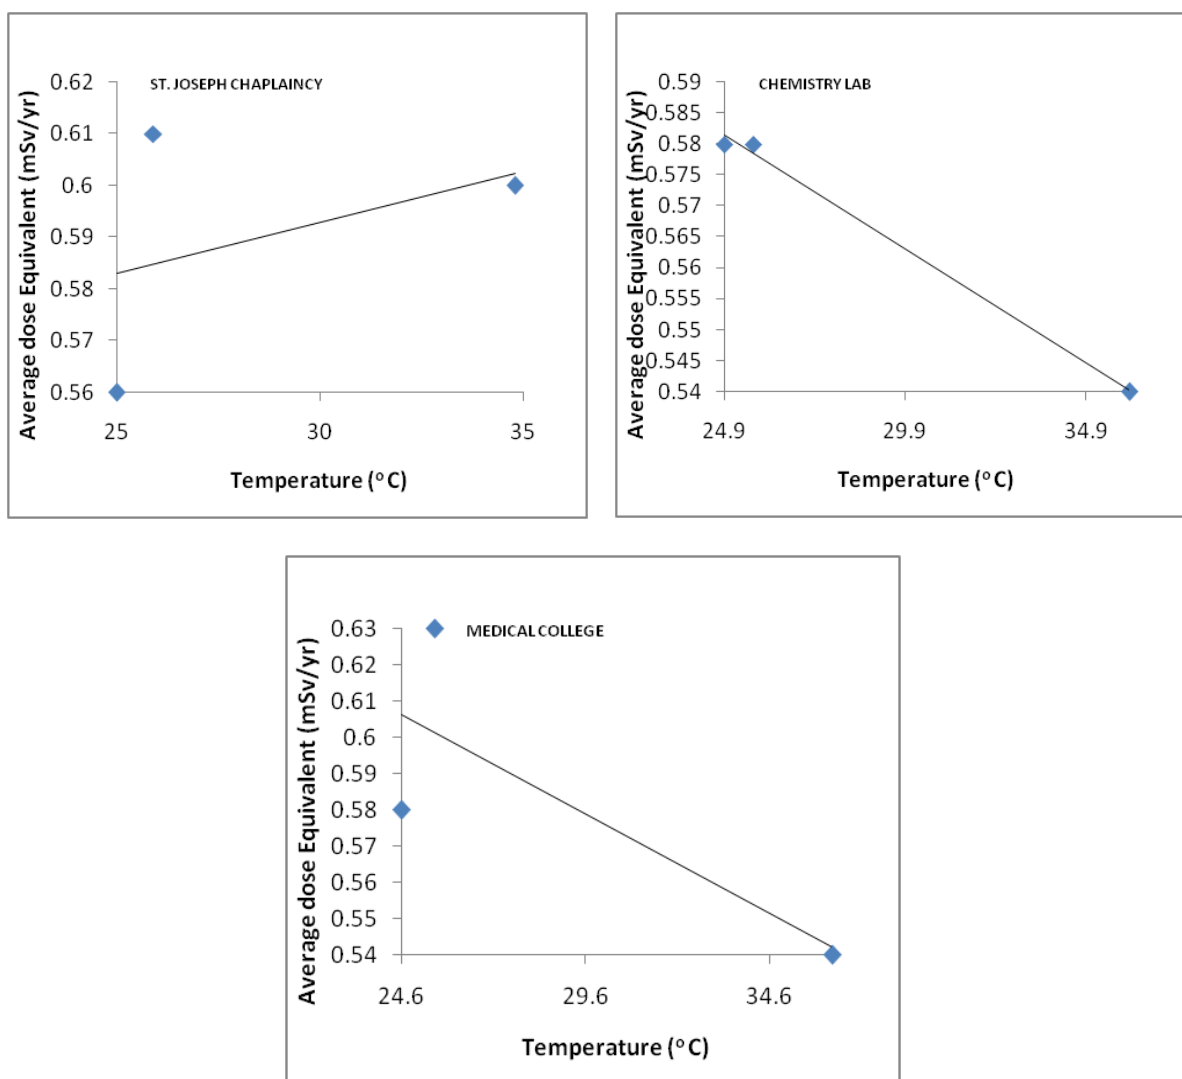 ST. JOSEPH CHAPLAINCY
Average dose Equivalent (mSv/yr)
0.62
0.61
0.6
0.59
0.58
0.57
0.56
25 30 35
Temperature (°C)
CHEMISTRY LAB
Average dose Equivalent (mSv/yr)
0.59
0.585
0.58
0.575
0.57
0.565
0.56
0.555
0.55
0.545
0.54
24.9 29.9 34.9
Temperature (°C)
MEDICAL COLLEGE
Average dose Equivalent (mSv/yr)
0.63
0.62
0.61
0.6
0.59
0.58
0.57
0.56
0.55
0.54
24.6 29.6 34.6
Temperature (°C)